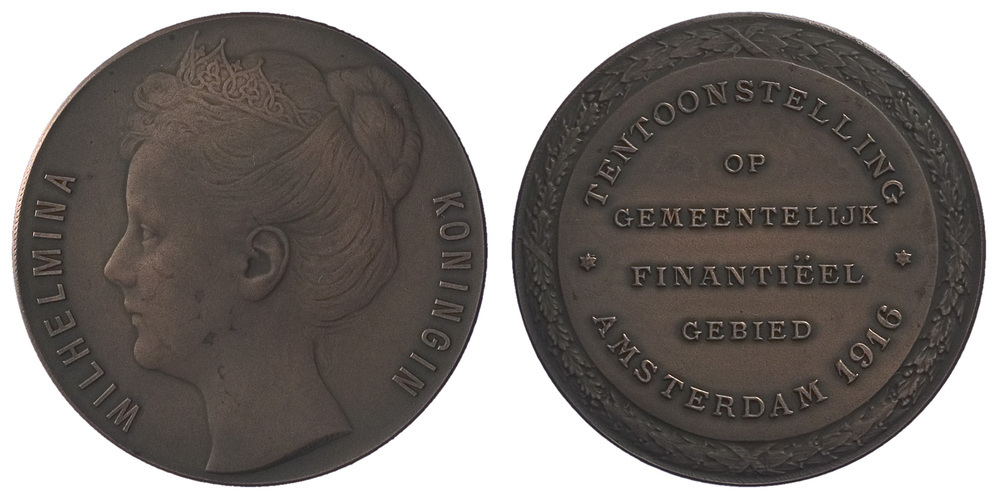 WILHELMINA
KONINGIN
TENTOONSTELLING
OP
GEMEENTELIJK
FINANTIËEL
GEBIED
AMSTERDAM 1916